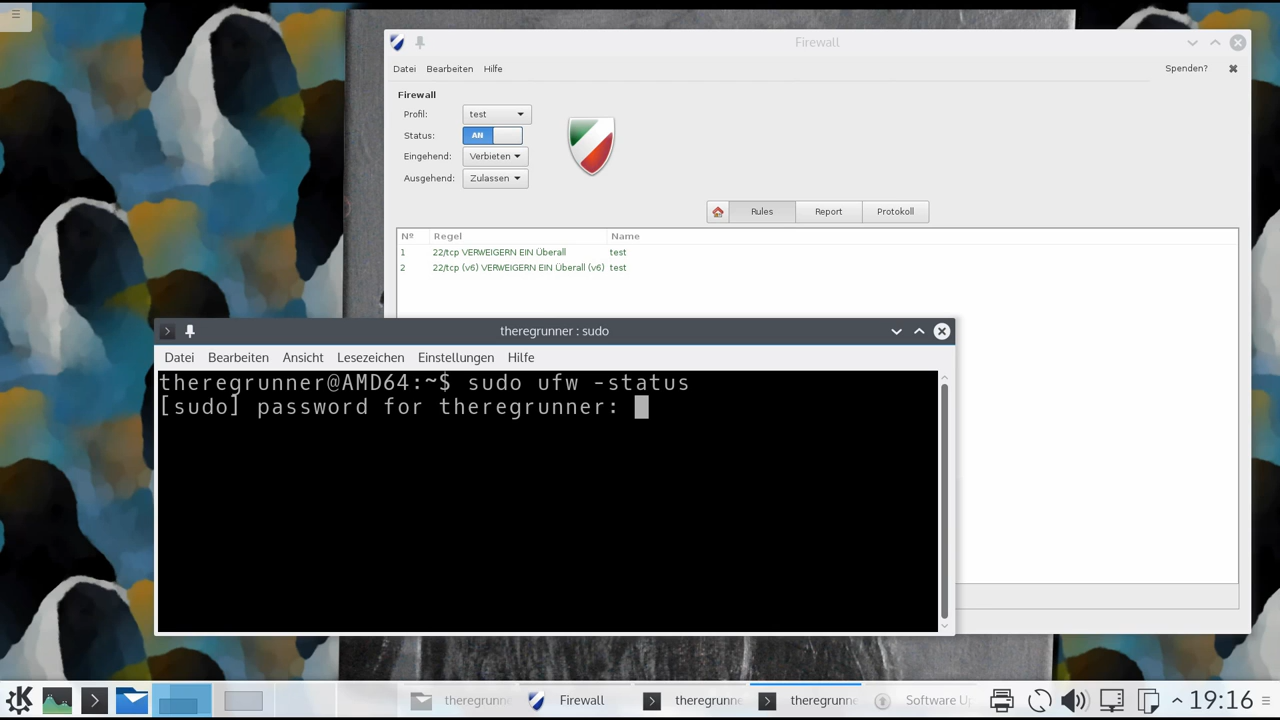 Firewall
Datei Bearbeiten Hilfe Spenden?
Firewall
Profil: test
Status: AN
Eingehend: Verbieten
Ausgehend: Zulassen
Rules Report Protokoll
Nº Regel Name
1 22/tcp VERWEIGERN EIN Überall test
2 22/tcp (v6) VERWEIGERN EIN Überall (v6) test
theregrunner : sudo
Datei Bearbeiten Ansicht Lesezeichen Einstellungen Hilfe
theregrunner@AMD64:~$ sudo ufw -status
[sudo] password for theregrunner:
theregrunne Firewall theregrunne theregrunne Software U 19:16